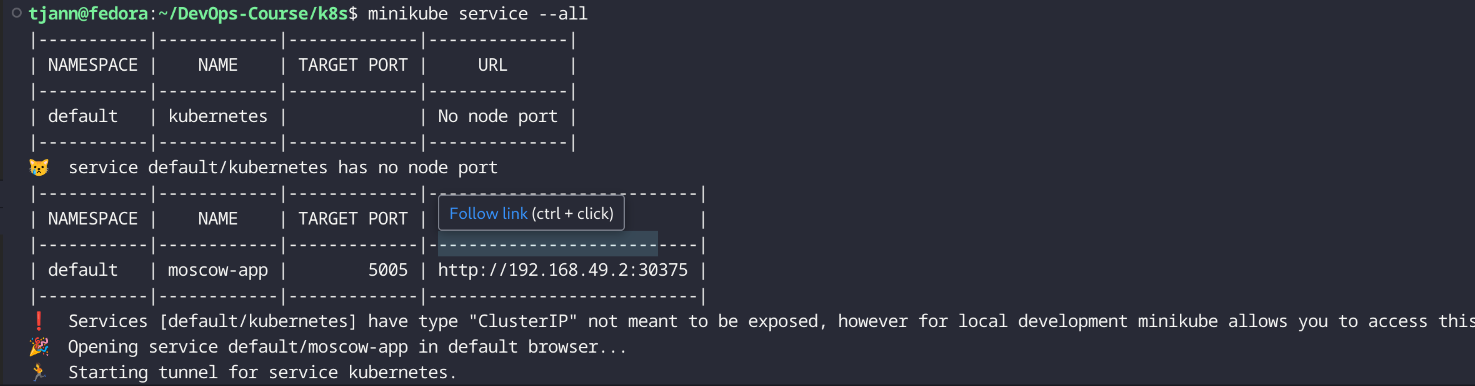 tjann@fedora:~/DevOps-Course/k8s$ minikube service --all
|-----------|------------|-------------|--------------|
| NAMESPACE |    NAME    | TARGET PORT |     URL      |
|-----------|------------|-------------|--------------|
| default   | kubernetes |             | No node port |
|-----------|------------|-------------|--------------|
😿  service default/kubernetes has no node port
|-----------|------------|-------------|---------------------------|
| NAMESPACE |    NAME    | TARGET PORT | Follow link (ctrl + click) |
|-----------|------------|-------------|---------------------------|
| default   | moscow-app |        5005 | http://192.168.49.2:30375 |
|-----------|------------|-------------|---------------------------|
❗  Services [default/kubernetes] have type "ClusterIP" not meant to be exposed, however for local development minikube allows you to access this
🎉  Opening service default/moscow-app in default browser...
🏃  Starting tunnel for service kubernetes.